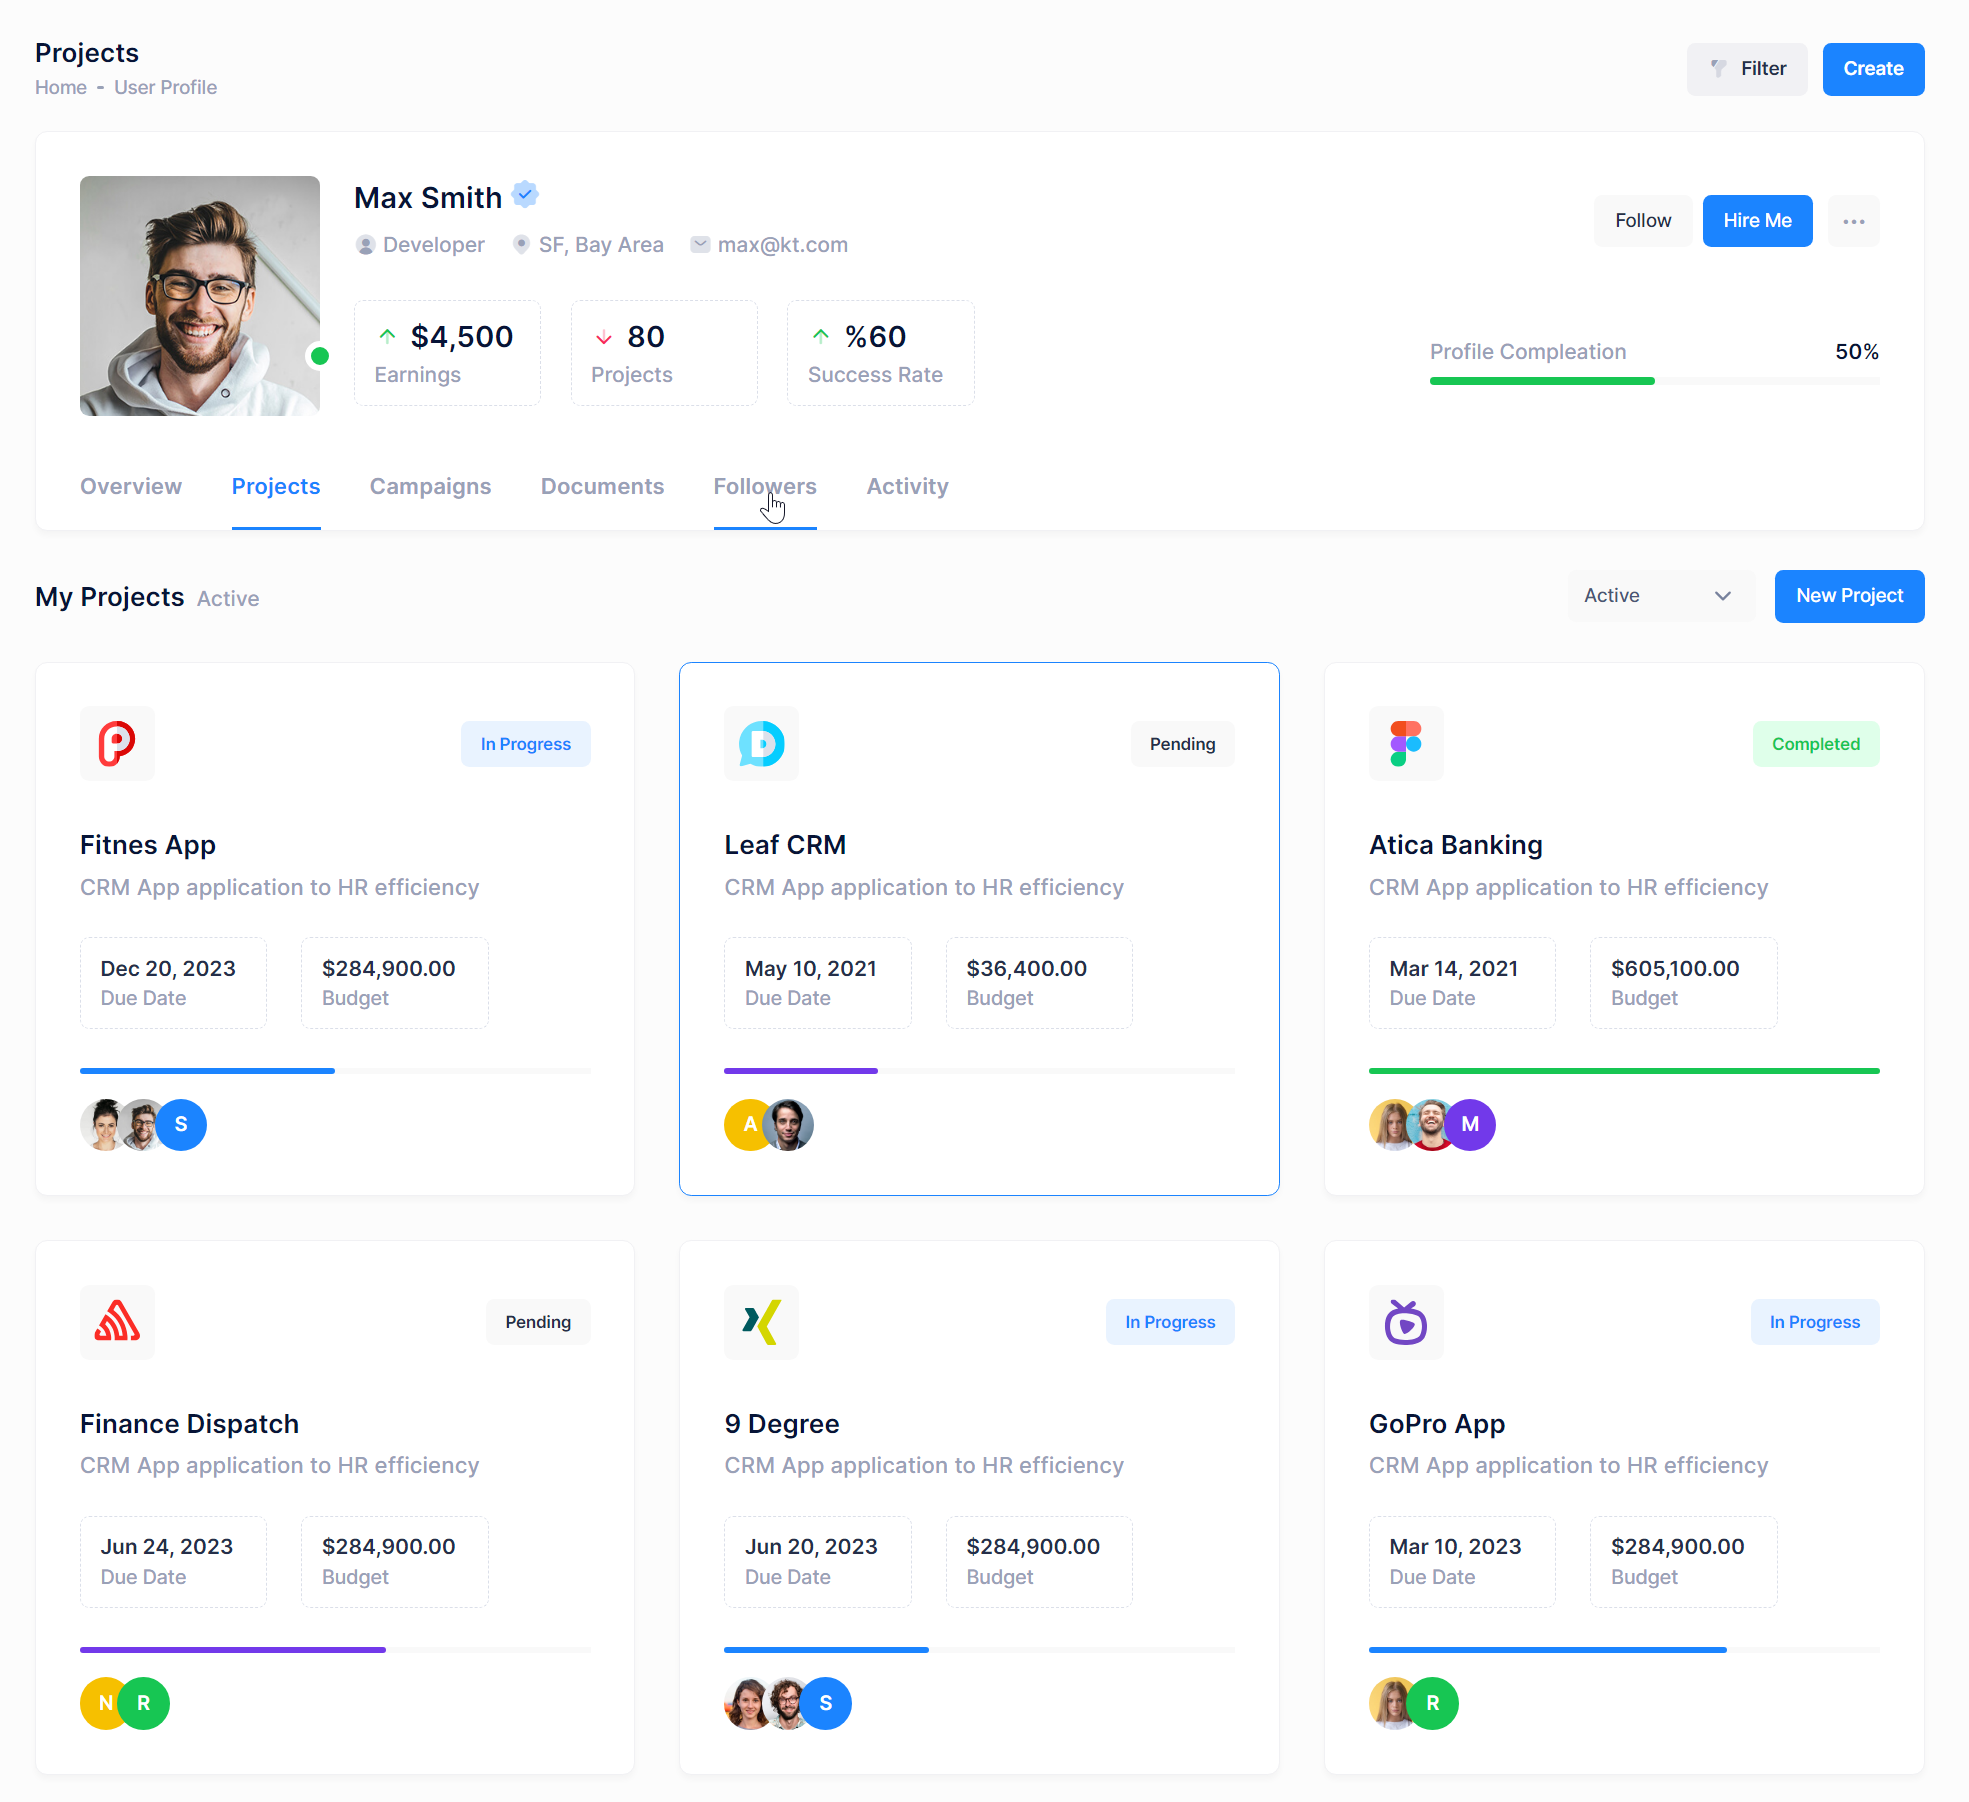 Projects
Home - User Profile
Filter
Create
Max Smith
Developer
SF, Bay Area
max@kt.com
Follow
Hire Me
$4,500
Earnings
80
Projects
%60
Success Rate
Profile Compleation
50%
Overview
Projects
Campaigns
Documents
Followers
Activity
My Projects Active
Active
New Project
In Progress
Fitnes App
CRM App application to HR efficiency
Dec 20, 2023
Due Date
$284,900.00
Budget
S
Pending
Leaf CRM
CRM App application to HR efficiency
May 10, 2021
Due Date
$36,400.00
Budget
A
Completed
Atica Banking
CRM App application to HR efficiency
Mar 14, 2021
Due Date
$605,100.00
Budget
M
Pending
Finance Dispatch
CRM App application to HR efficiency
Jun 24, 2023
Due Date
$284,900.00
Budget
N
R
In Progress
9 Degree
CRM App application to HR efficiency
Jun 20, 2023
Due Date
$284,900.00
Budget
S
In Progress
GoPro App
CRM App application to HR efficiency
Mar 10, 2023
Due Date
$284,900.00
Budget
R